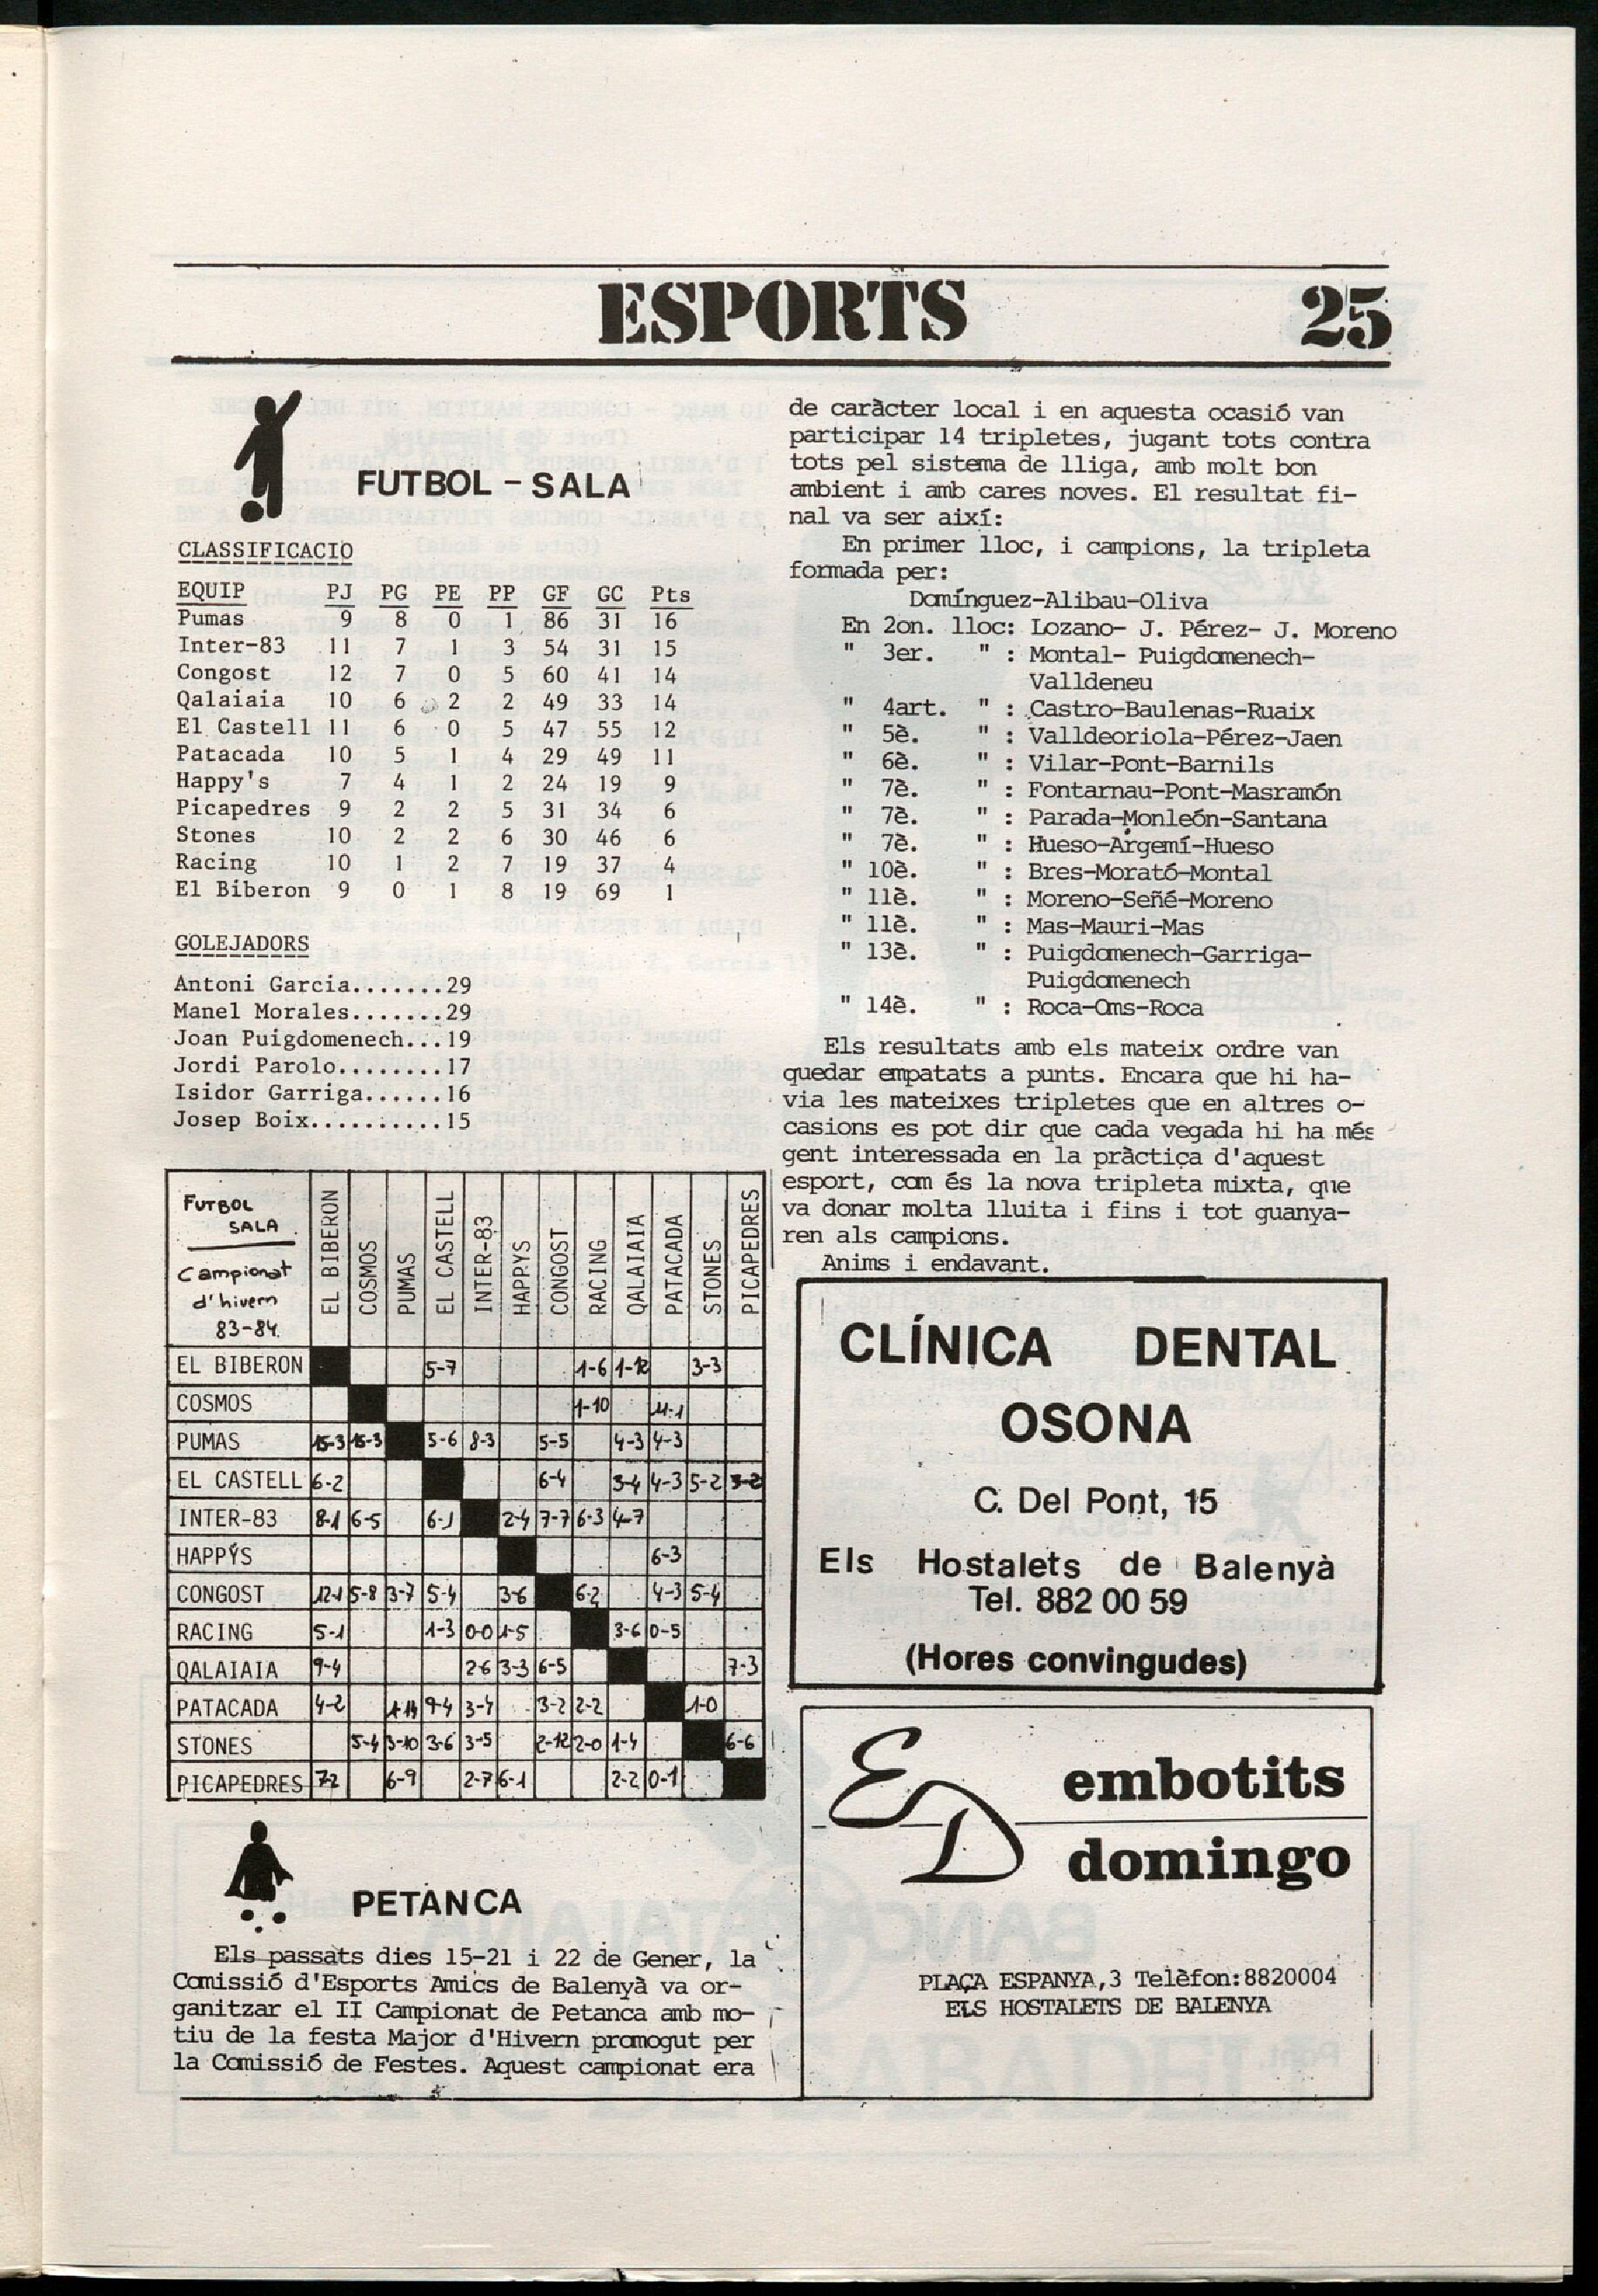 ESPORTS 25
FUTBOL-SALA
CLASSIFICACIO
EQUIP PJ PG PE PP GF GC Pts
Pumas 9 8 0 1 86 31 16
Inter-83 11 7 1 3 54 31 15
Congost 12 7 0 5 60 41 14
Qalaiaia 10 6 2 2 49 33 14
El Castell 11 6 0 5 47 55 12
Patacada 10 5 1 4 29 49 11
Happy's 7 4 1 2 24 19 9
Picapedres 9 2 2 5 31 34 6
Stones 10 2 2 6 30 46 6
Racing 10 1 2 7 19 37 4
El Biberon 9 0 1 8 19 69 1
GOLEJADORS
Antoni Garcia........29
Manel Morales.......29
Joan Puigdomenech...19
Jordi Parolo........17
Isidor Garriga......16
Josep Boix..........15
FUTBOL
SALA
Campionat
d'hivern
83-84
EL BIBERON COSMOS PUMAS EL CASTELL INTER-83 HAPPYS CONGOST RACING QALAIAIA PATACADA STONES PICAPEDRES
EL BIBERON 5-7 1-6 1-12 3-3
COSMOS 1-10
PUMAS 15-3 15-3 5-6 8-3 5-5 4-3 4-3
EL CASTELL 6-2 6-4 3-4 4-3 5-2 3-2
INTER-83 8-1 6-5 6-1 2-4 7-7 6-3 4-7
HAPPYS 6-3
CONGOST 12-1 5-8 3-7 5-4 3-6 6-2 4-3 5-4
RACING 5-1 1-3 0-0 1-5 3-6 0-5
QALAIAIA 9-4 2-6 3-3 6-5 7-3
PATACADA 4-2 1-14 9-4 3-4 3-2 2-2 1-0
STONES 5-4 3-10 3-6 3-5 2-12 2-0 1-4 6-6
PICAPEDRES 7-2 6-9 2-7 6-1 2-2 0-1
PETANCA
Els passats dies 15-21 i 22 de Gener, la
Comissió d'Esports Amics de Balenyà va or-
ganitzar el II Campionat de Petanca amb mo-
tiu de la festa Major d'Hivern promogut per
la Comissió de Festes. Aquest campionat era
de caràcter local i en aquesta ocasió van
participar 14 tripletes, jugant tots contra
tots pel sistema de lliga, amb molt bon
ambient i amb cares noves. El resultat fi-
nal va ser així:
En primer lloc, i campions, la tripleta
formada per:
Domínguez-Alibau-Oliva
En 2on. lloc: Lozano- J. Pérez- J. Moreno
" 3er. " : Montal- Puigdomenech-
Valldeneu
" 4art. " : Castro-Baulenas-Ruaix
" 5è. " : Valldeoriola-Pérez-Jaen
" 6è. " : Vilar-Pont-Barnils
" 7è. " : Fontarnau-Pont-Masramón
" 7è. " : Parada-Monleón-Santana
" 7è. " : Hueso-Argemí-Hueso
" 10è. " : Bres-Morató-Montal
" 11è. " : Moreno-Señé-Moreno
" 11è. " : Mas-Mauri-Mas
" 13è. " : Puigdomenech-Garriga-
Puigdomenech
" 14è. " : Roca-Oms-Roca
Els resultats amb els mateix ordre van
quedar empatats a punts. Encara que hi ha-
via les mateixes tripletes que en altres o-
casions es pot dir que cada vegada hi ha més
gent interessada en la pràctica d'aquest
esport, com és la nova tripleta mixta, que
va donar molta lluita i fins i tot guanya-
ren als campions.
Anims i endavant.
CLÍNICA DENTAL
OSONA
C. Del Pont, 15
Els Hostalets de Balenyà
Tel. 882 00 59
(Hores convingudes)
ED
embotits
domingo
PLAÇA ESPANYA,3 Telèfon:8820004
ELS HOSTALETS DE BALENYA